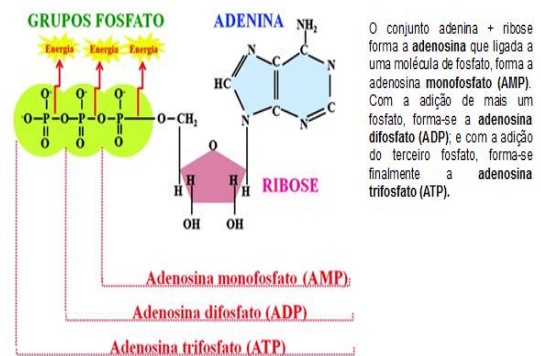 GRUPOS FOSFATO
ADENINA
Energia
Energia
Energia
NH₂
N
C
N
HC
C
C
C
N
N
O⁻
O⁻
O⁻
⁻O–P–O–P–O–P–O–CH₂
O
O
O
O
H
H
H
H
OH
OH
RIBOSE
Adenosina monofosfato (AMP)
Adenosina difosfato (ADP)
Adenosina trifosfato (ATP)
O conjunto adenina + ribose
forma a adenosina que ligada a
uma molécula de fosfato, forma a
adenosina monofosfato (AMP).
Com a adição de mais um
fosfato, forma-se a adenosina
difosfato (ADP); e com a adição
do terceiro fosfato, forma-se
finalmente a adenosina
trifosfato (ATP).